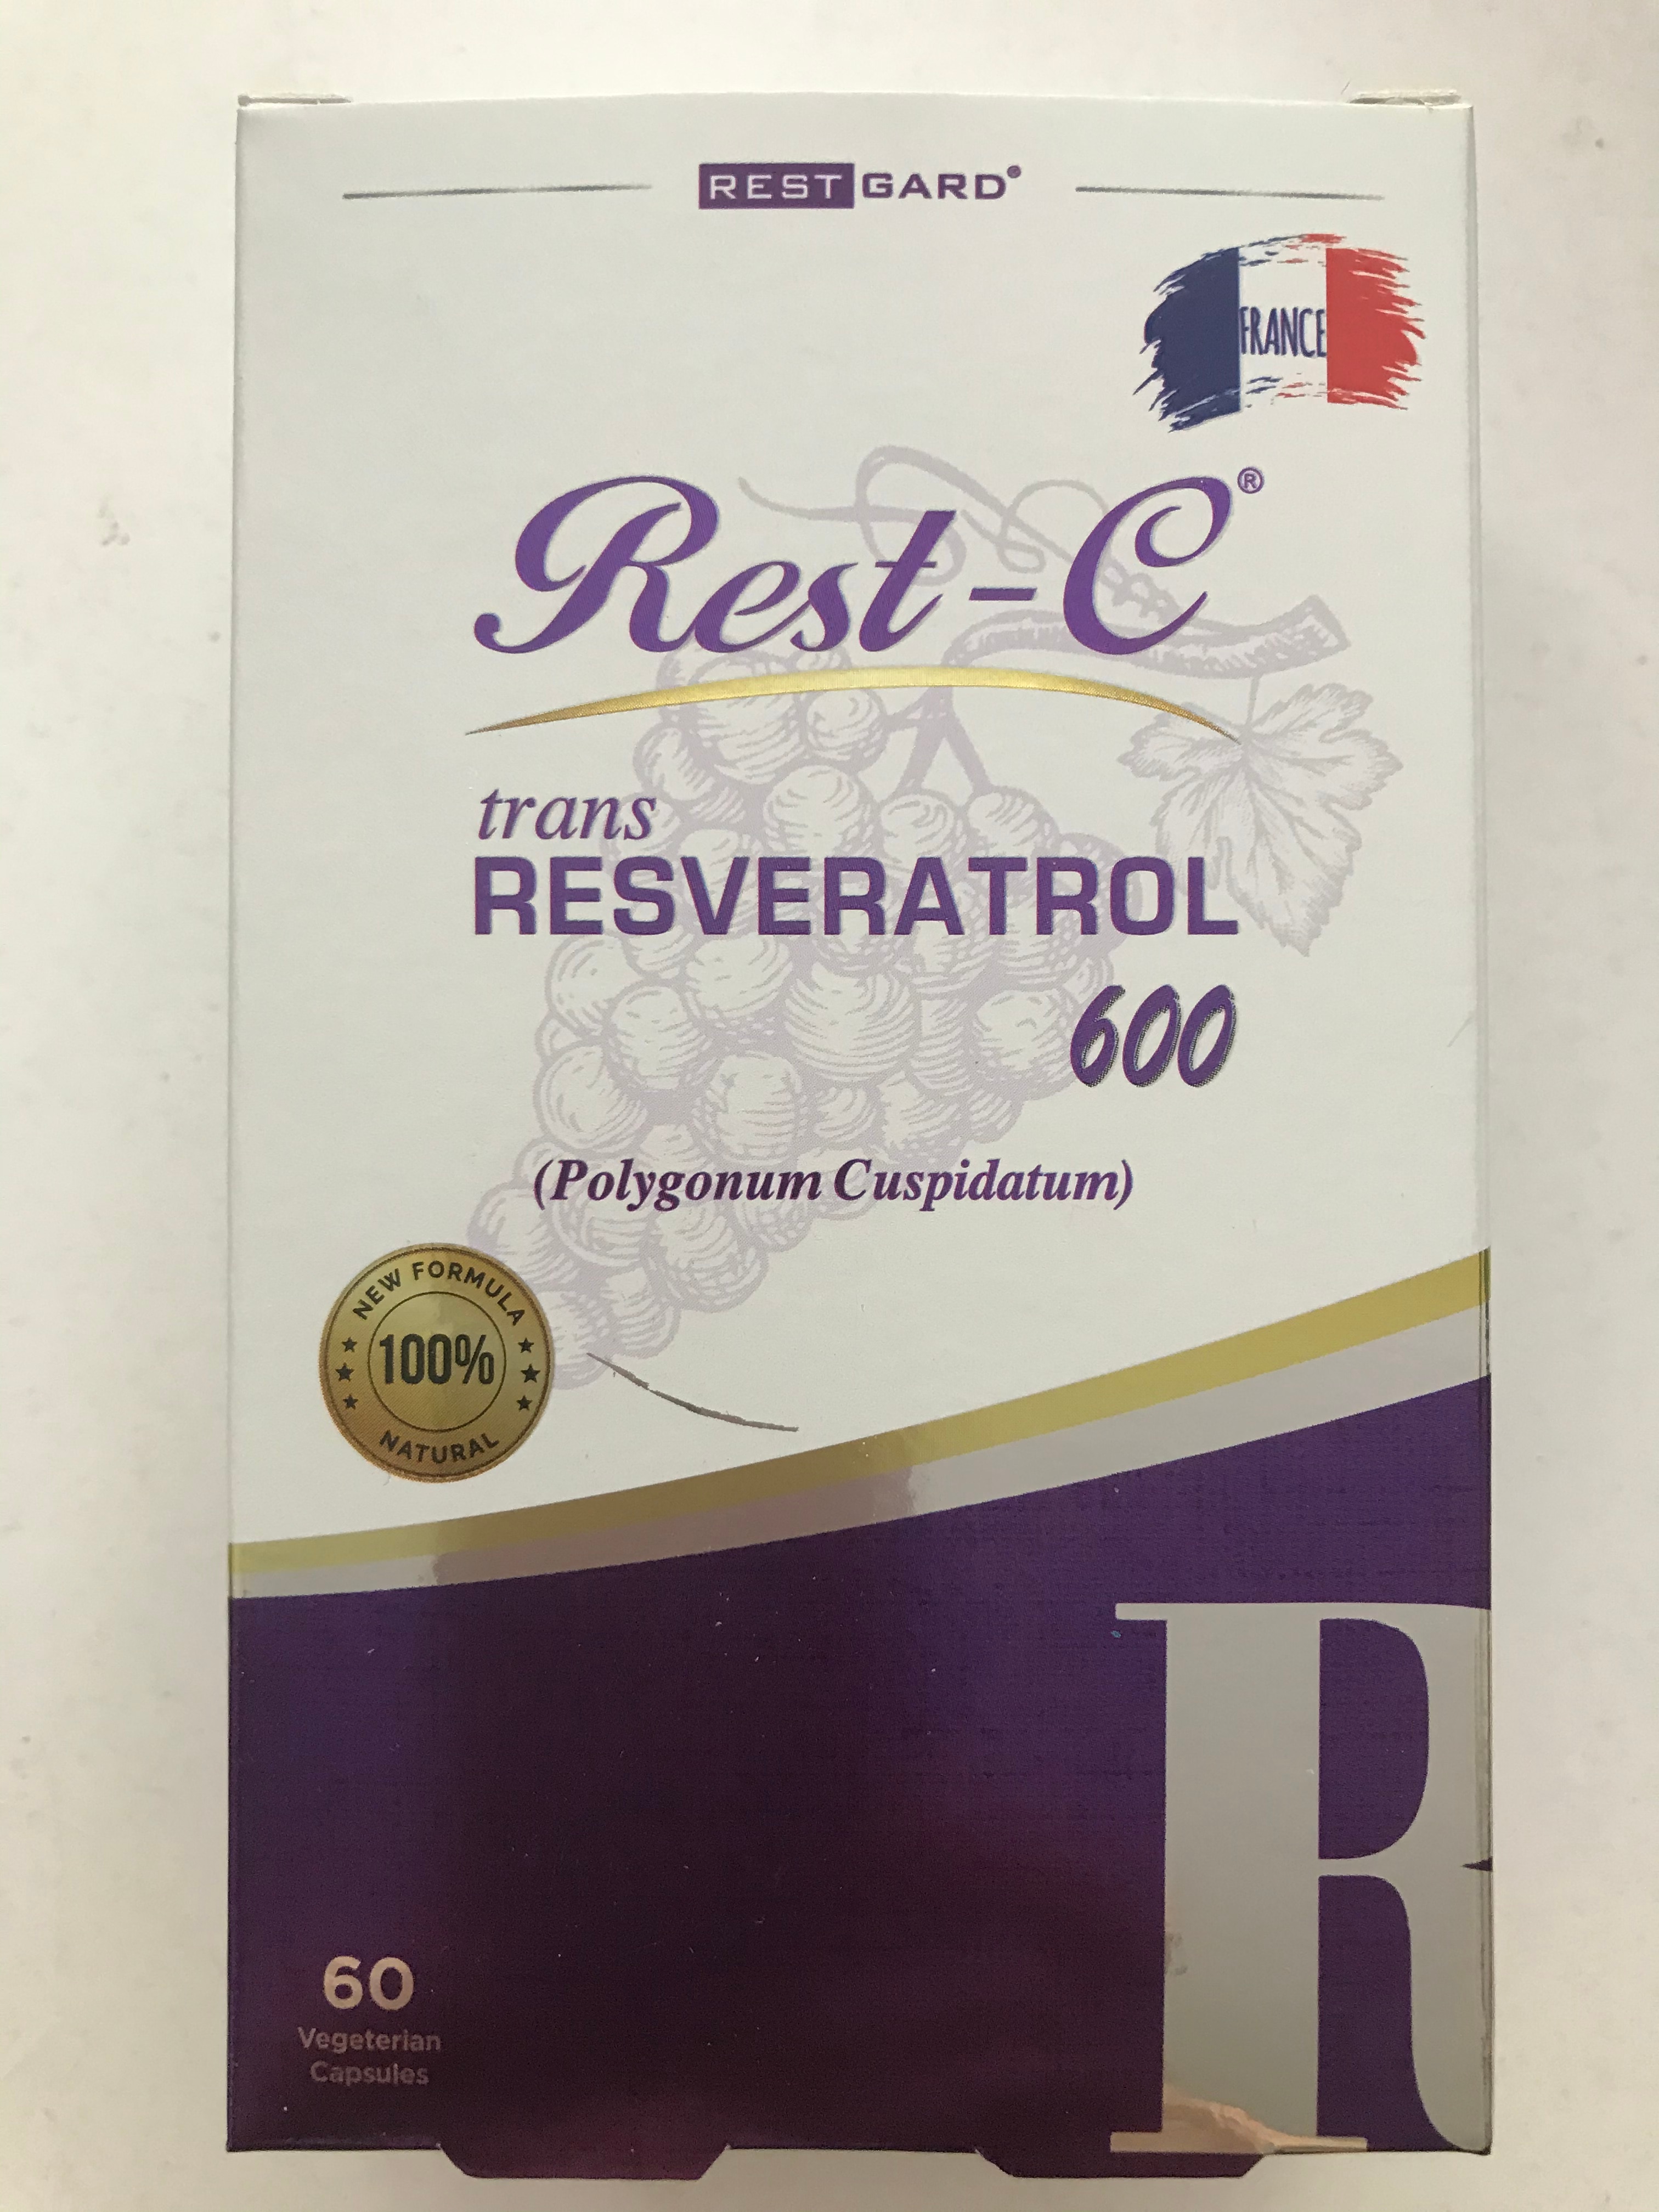 REST GARD®
FRANCE
Rest-C®
trans
RESVERATROL
600
(Polygonum Cuspidatum)
NEW FORMULA
100%
NATURAL
R
60
Vegeterian
Capsules